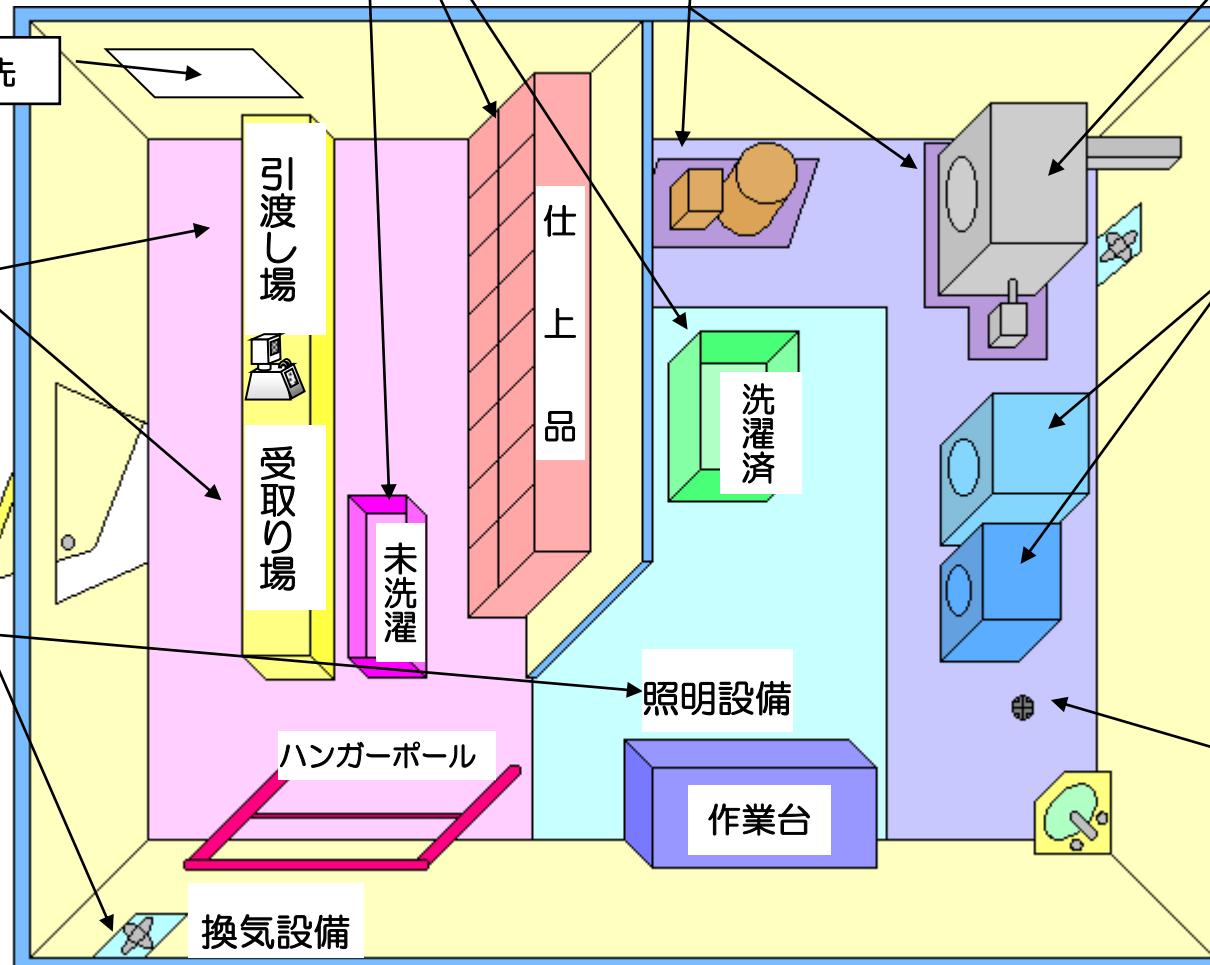 先
引渡し場
仕上品
洗濯済
受取り場
未洗濯
照明設備
ハンガーポール
作業台
換気設備